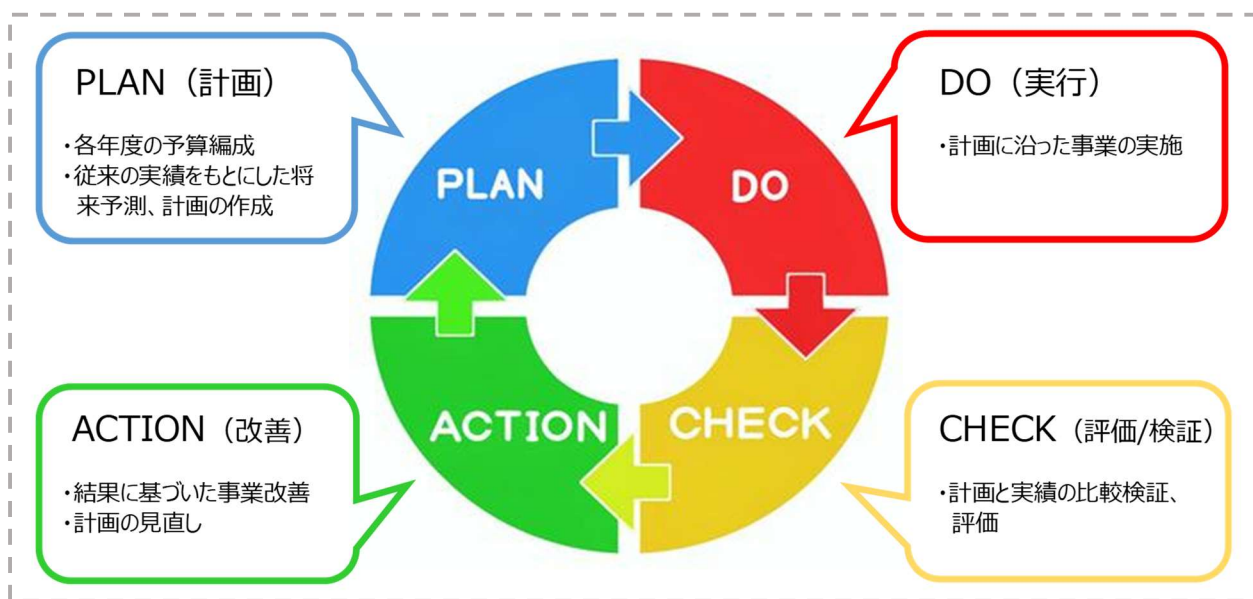 PLAN（計画）
・各年度の予算編成
・従来の実績をもとにした将
来予測、計画の作成
DO（実行）
・計画に沿った事業の実施
PLAN
DO
ACTION
CHECK
ACTION（改善）
・結果に基づいた事業改善
・計画の見直し
CHECK（評価/検証）
・計画と実績の比較検証、
評価